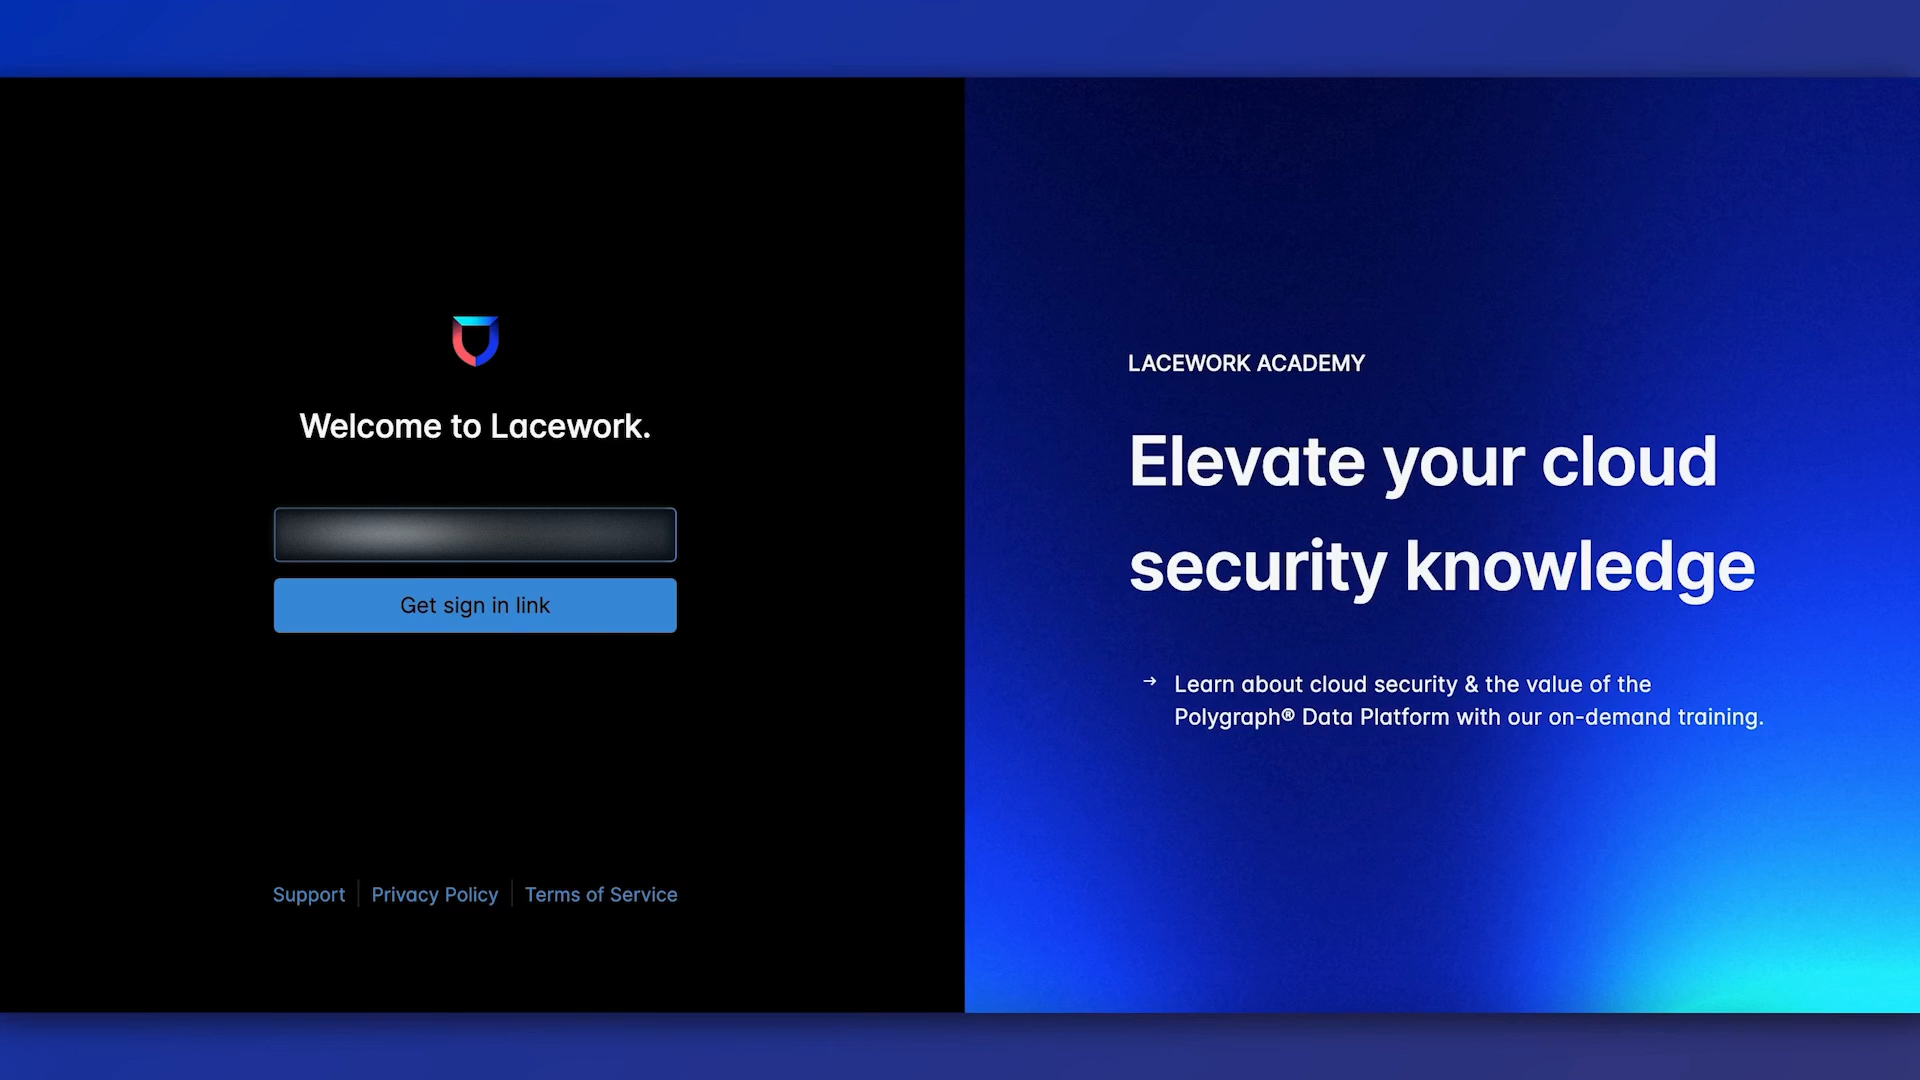 Welcome to Lacework.
Get sign in link
Support
Privacy Policy
Terms of Service
LACEWORK ACADEMY
Elevate your cloud
security knowledge
→ Learn about cloud security & the value of the
Polygraph® Data Platform with our on-demand training.